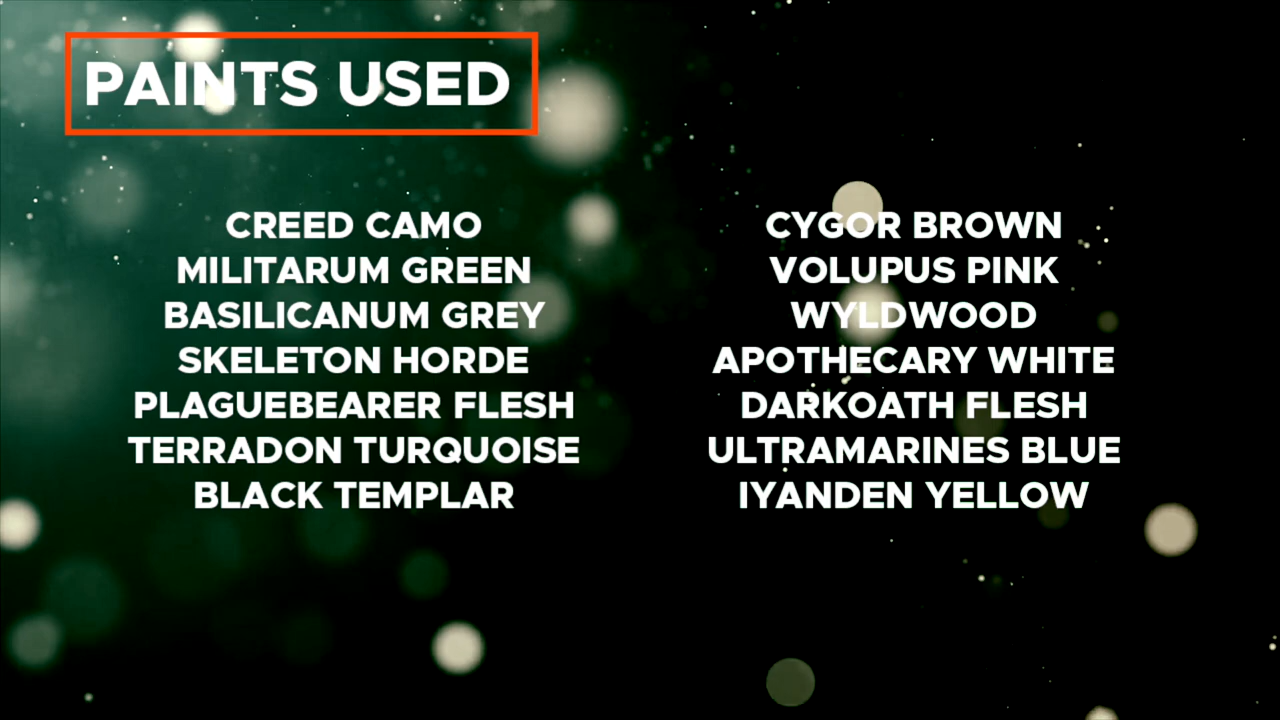 PAINTS USED
CREED CAMO
MILITARUM GREEN
BASILICANUM GREY
SKELETON HORDE
PLAGUEBEARER FLESH
TERRADON TURQUOISE
BLACK TEMPLAR
CYGOR BROWN
VOLUPUS PINK
WYLDWOOD
APOTHECARY WHITE
DARKOATH FLESH
ULTRAMARINES BLUE
IYANDEN YELLOW